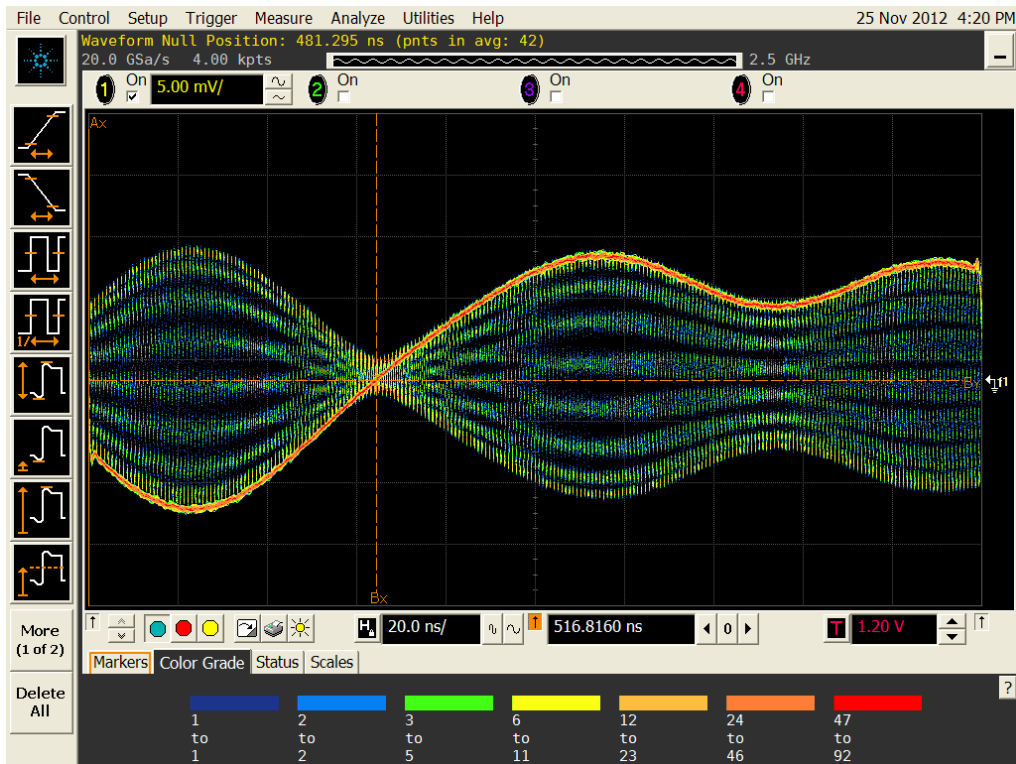 File Control Setup Trigger Measure Analyze Utilities Help 25 Nov 2012 4:20 PM
Waveform Null Position: 481.295 ns (pnts in avg: 42)
20.0 GSa/s 4.00 kpts 2.5 GHz
1 On 5.00 mV/ 2 On 3 On 4 On
Ax
Bx
f1
1/
Bx
H 20.0 ns/ 516.8160 ns 0 T 1.20 V
More
(1 of 2)
Markers Color Grade Status Scales
Delete
All
?
1 2 3 6 12 24 47
to to to to to to to
1 2 5 11 23 46 92